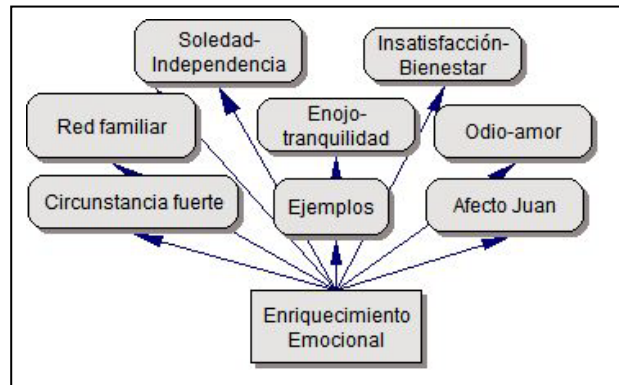 Soledad-
Independencia
Insatisfacción-
Bienestar
Red familiar
Enojo-
tranquilidad
Odio-amor
Circunstancia fuerte
Ejemplos
Afecto Juan
Enriquecimiento
Emocional